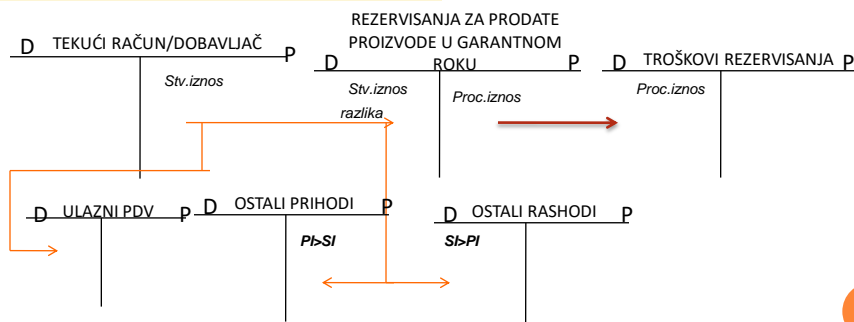 REZERVISANJA ZA PRODATE
D TEKUĆI RAČUN/DOBAVLJAČ P
PROIZVODE U GARANTNOM
D ROKU P
D TROŠKOVI REZERVISANJA P
Stv.iznos
Stv.iznos
razlika
Proc.iznos
Proc.iznos
D ULAZNI PDV P
D OSTALI PRIHODI P
D OSTALI RASHODI P
PI>SI
SI>PI